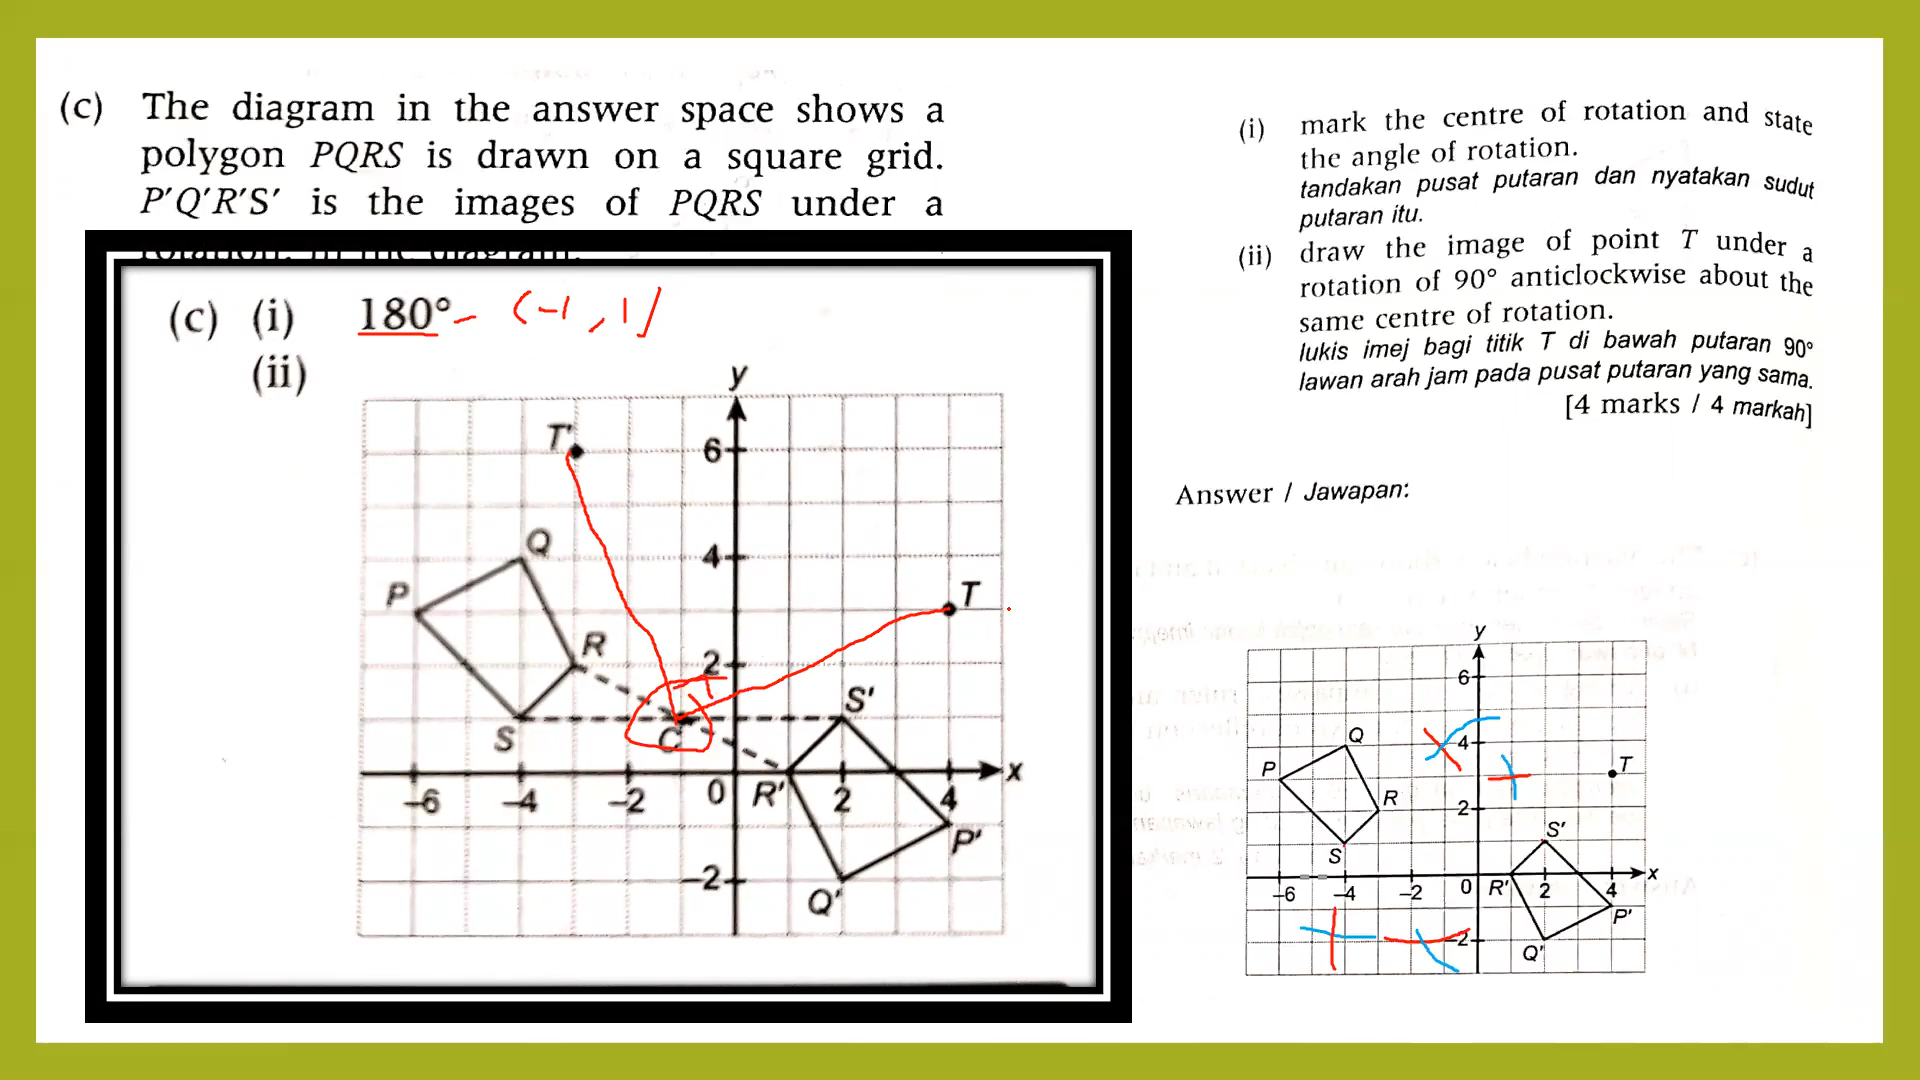 (c) The diagram in the answer space shows a
polygon PQRS is drawn on a square grid.
P'Q'R'S' is the images of PQRS under a
rotation. In the diagram.
(c) (i) 180° - (-1, 1)
(ii)
y
T'
6
Q
4
P
T
R
2
S'
S
C
-6 -4 -2 0 R' 2 4 x
P'
-2
Q'
(i) mark the centre of rotation and state
the angle of rotation.
tandakan pusat putaran dan nyatakan sudut
putaran itu.
(ii) draw the image of point T under a
rotation of 90° anticlockwise about the
same centre of rotation.
lukis imej bagi titik T di bawah putaran 90°
lawan arah jam pada pusat putaran yang sama.
[4 marks / 4 markah]
Answer / Jawapan:
y
6
Q
4
P
T
R
2
S'
S
-6 -4 -2 0 R' 2 4 x
P'
-2
Q'